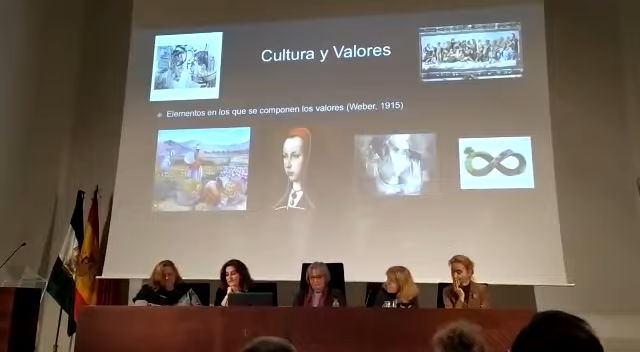 Cultura y Valores
Elementos en los que se componen los valores (Weber, 1915)